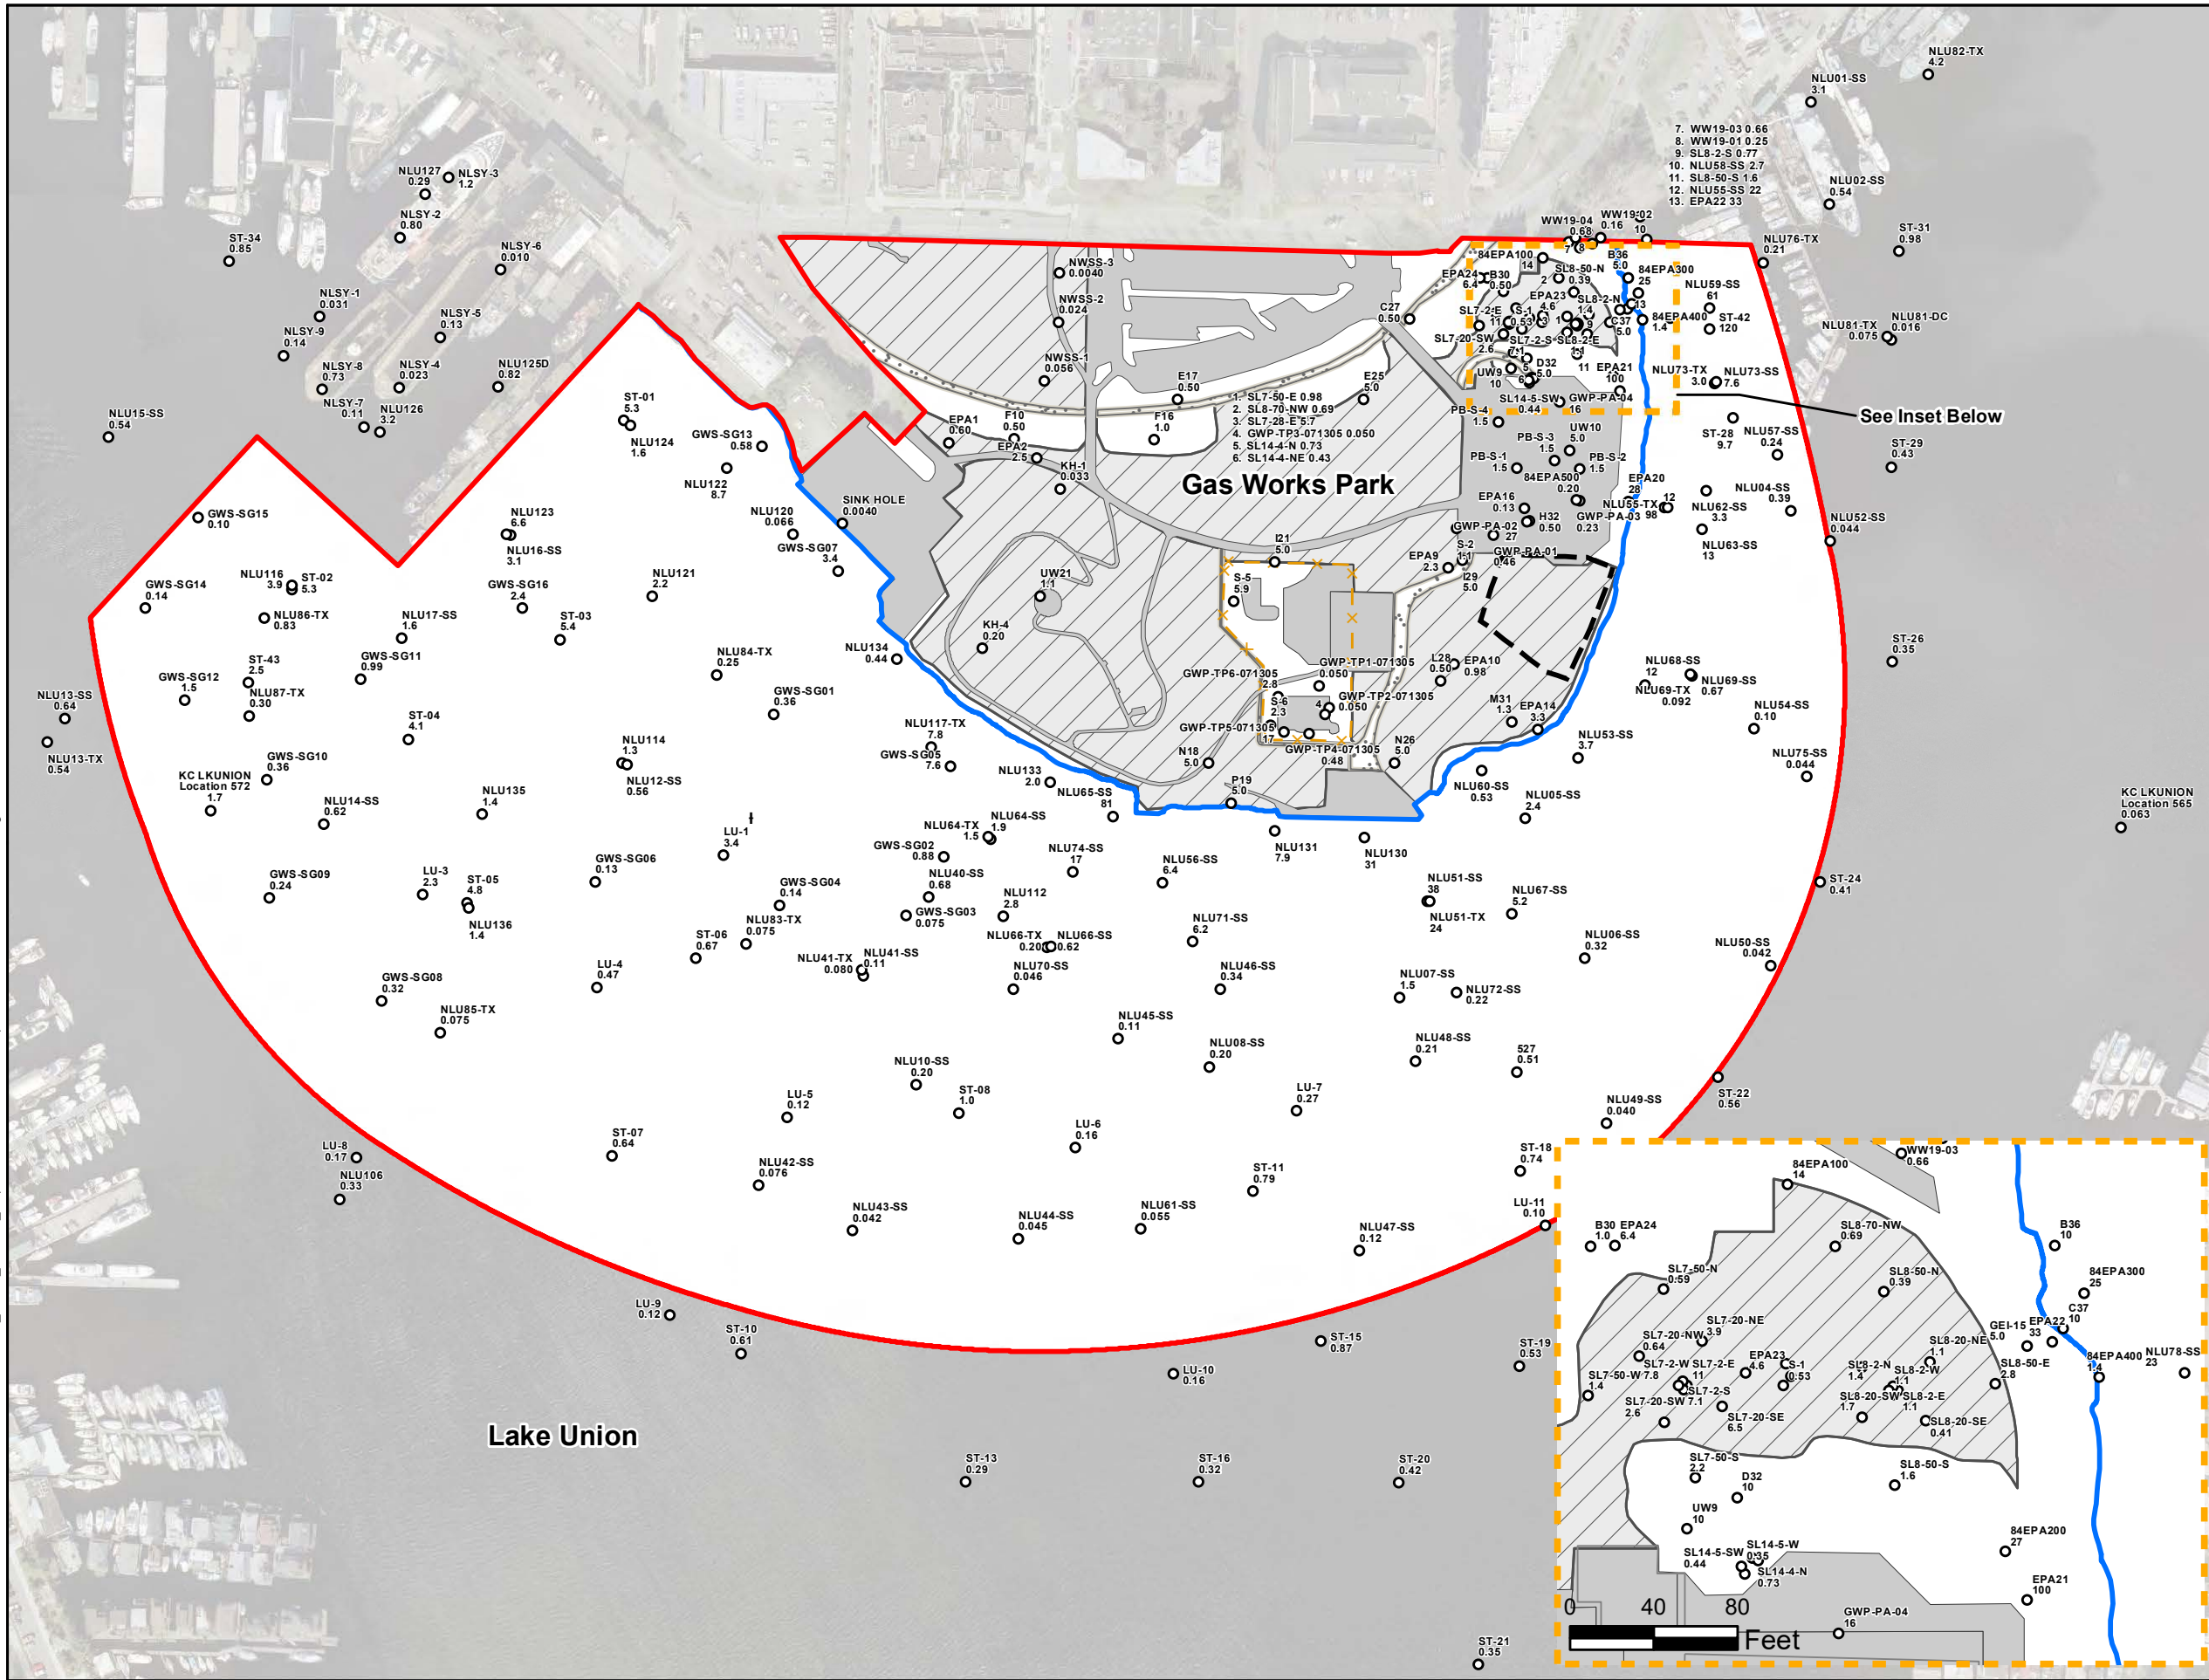 NLU82-TX
4.2
NLU01-SS
3.1
7. WW19-03 0.66
8. WW19-01 0.25
9. SL8-2-S 0.77
10. NLU58-SS 2.7
11. SL8-50-S 1.6
12. NLU55-SS 22
13. EPA22 33
NLU127
0.29
NLSY-3
1.2
NLU02-SS
0.54
NLSY-2
0.80
ST-34
0.85
NLSY-6
0.010
WW19-04
0.68
WW19-02
0.16
10
7
8
NLU76-TX
0.21
ST-31
0.98
NWSS-3
0.0040
84EPA100
14
B36
5.0
EPA24
6.4
B30
0.50
2
SL8-50-N
0.39
84EPA300
25
NLSY-1
0.031
NWSS-2
0.024
C27
0.50
EPA23
4.6
SL8-2-N
1.4
13
NLU59-SS
61
ST-42
120
NLSY-5
0.13
NLSY-9
0.14
SL7-2-E
11
S-1
0.53
3
1
9
C37
5.0
84EPA400
1.4
NLU81-DC
0.016
NLU81-TX
0.075
SL7-20-SW
2.6
SL7-2-S
7.1
SL8-2-E
1.1
NLSY-8
0.73
NLSY-4
0.023
NLU125D
0.82
NWSS-1
0.056
E17
0.50
E25
5.0
UW9
10
5
6
D32
5.0
11
EPA21
100
NLU73-TX
3.0
NLU73-SS
7.6
NLSY-7
0.11
NLU126
3.2
NLU15-SS
0.54
ST-01
5.3
NLU124
1.6
GWS-SG13
0.58
EPA1
0.60
F10
0.50
F16
1.0
1. SL7-50-E 0.98
2. SL8-70-NW 0.69
3. SL7-28-E 5.7
4. GWP-TP3-071305 0.050
5. SL14-4-N 0.73
6. SL14-4-NE 0.43
SL14-5-SW
0.44
GWP-PA-04
16
See Inset Below
PB-S-4
1.5
EPA2
2.5
UW10
5.0
PB-S-3
1.5
ST-28
9.7
NLU57-SS
0.24
ST-29
0.43
NLU122
8.7
KH-1
0.033
Gas Works Park
PB-S-1
1.5
PB-S-2
1.5
84EPA500
0.20
EPA20
28
NLU04-SS
0.39
GWS-SG15
0.10
NLU123
6.6
NLU16-SS
3.1
NLU120
0.066
SINK HOLE
0.0040
EPA16
0.13
H32
0.50
GWP-PA-03
0.23
NLU55-TX
98
12
NLU62-SS
3.3
NLU52-SS
0.044
GWS-SG07
3.4
I21
5.0
GWP-PA-02
27
S-2
1.1
GWP-PA-01
0.46
NLU63-SS
13
GWS-SG14
0.14
NLU116
3.9
ST-02
5.3
GWS-SG16
2.4
NLU121
2.2
UW21
1.1
S-5
5.9
EPA9
2.3
I29
5.0
NLU86-TX
0.83
NLU17-SS
1.6
ST-03
5.4
KH-4
0.20
NLU134
0.44
ST-26
0.35
ST-43
2.5
GWS-SG11
0.99
NLU84-TX
0.25
GWP-TP1-071305
0.050
L28
0.50
EPA10
0.98
NLU68-SS
12
NLU69-SS
0.67
NLU69-TX
0.092
GWS-SG12
1.5
NLU87-TX
0.30
GWS-SG01
0.36
GWP-TP6-071305
2.8
GWP-TP2-071305
0.050
4
NLU13-SS
0.64
ST-04
4.1
NLU117-TX
7.8
S-6
2.3
M31
1.3
EPA14
3.3
NLU54-SS
0.10
NLU13-TX
0.54
NLU114
1.3
NLU12-SS
0.56
GWS-SG05
7.6
GWP-TP5-071305
17
GWP-TP4-071305
0.48
N18
5.0
N26
5.0
NLU53-SS
3.7
NLU75-SS
0.044
GWS-SG10
0.36
KC LKUNION
Location 572
1.7
NLU14-SS
0.62
NLU135
1.4
NLU133
2.0
NLU65-SS
81
P19
5.0
NLU60-SS
0.53
NLU05-SS
2.4
KC LKUNION
Location 565
0.063
LU-1
3.4
NLU64-TX
1.5
NLU64-SS
1.9
NLU131
7.9
NLU130
31
GWS-SG02
0.88
NLU74-SS
17
NLU56-SS
6.4
GWS-SG09
0.24
LU-3
2.3
ST-05
4.8
NLU136
1.4
GWS-SG06
0.13
GWS-SG04
0.14
NLU40-SS
0.68
NLU112
2.8
NLU51-SS
38
NLU51-TX
24
NLU67-SS
5.2
ST-24
0.41
GWS-SG03
0.075
NLU83-TX
0.075
NLU71-SS
6.2
ST-06
0.67
NLU41-TX
0.080
NLU41-SS
0.11
NLU66-TX
0.20
NLU66-SS
0.62
NLU06-SS
0.32
NLU50-SS
0.042
GWS-SG08
0.32
LU-4
0.47
NLU70-SS
0.046
NLU46-SS
0.34
NLU07-SS
1.5
NLU72-SS
0.22
NLU85-TX
0.075
NLU45-SS
0.11
NLU08-SS
0.20
NLU48-SS
0.21
527
0.51
NLU10-SS
0.20
ST-08
1.0
LU-5
0.12
LU-7
0.27
ST-22
0.56
NLU49-SS
0.040
LU-6
0.16
LU-8
0.17
ST-07
0.64
NLU106
0.33
NLU42-SS
0.076
ST-11
0.79
ST-18
0.74
NLU43-SS
0.042
NLU44-SS
0.045
NLU61-SS
0.055
NLU47-SS
0.12
LU-11
0.10
LU-9
0.12
ST-10
0.61
LU-10
0.16
ST-15
0.87
ST-19
0.53
Lake Union
ST-13
0.29
ST-16
0.32
ST-20
0.42
ST-21
0.35
WW19-03
0.66
84EPA100
14
B30
1.0
EPA24
6.4
SL8-70-NW
0.69
B36
10
SL7-50-N
0.59
SL8-50-N
0.39
84EPA300
25
C37
10
SL7-20-NE
3.9
SL7-20-NW
0.64
GEI-15
5.0
EPA22
33
SL8-20-NE
1.1
SL7-2-W
7.8
SL7-2-E
11
EPA23
4.6
S-1
0.53
SL8-2-N
1.4
SL8-2-W
1.1
SL8-50-E
2.8
84EPA400
1.4
NLU78-SS
23
SL7-50-W
1.4
SL7-2-S
7.1
SL7-20-SW
2.6
SL7-20-SE
6.5
SL8-20-SW
1.7
SL8-2-E
1.1
SL8-20-SE
0.41
SL7-50-S
2.2
D32
10
SL8-50-S
1.6
UW9
10
84EPA200
27
SL14-5-SW
0.44
SL14-5-W
0.35
SL14-4-N
0.73
EPA21
100
GWP-PA-04
16
0 40 80
Feet